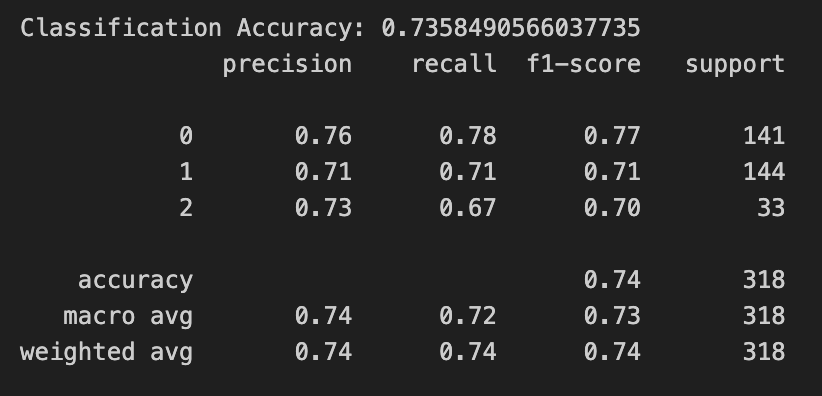 Classification Accuracy: 0.7358490566037735
precision recall f1-score support
0 0.76 0.78 0.77 141
1 0.71 0.71 0.71 144
2 0.73 0.67 0.70 33
accuracy 0.74 318
macro avg 0.74 0.72 0.73 318
weighted avg 0.74 0.74 0.74 318